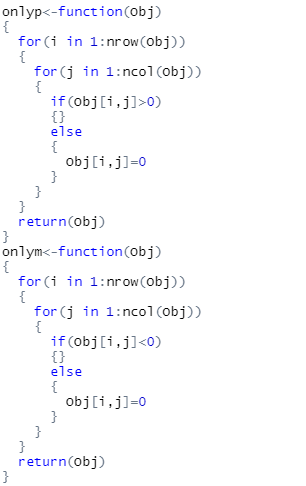 onlyp<-function(Obj)
{
  for(i in 1:nrow(Obj))
  {
    for(j in 1:ncol(Obj))
    {
      if(Obj[i,j]>0)
      {}
      else
      {
        Obj[i,j]=0
      }
    }
  }
  return(Obj)
}
onlym<-function(Obj)
{
  for(i in 1:nrow(Obj))
  {
    for(j in 1:ncol(Obj))
    {
      if(Obj[i,j]<0)
      {}
      else
      {
        Obj[i,j]=0
      }
    }
  }
  return(Obj)
}